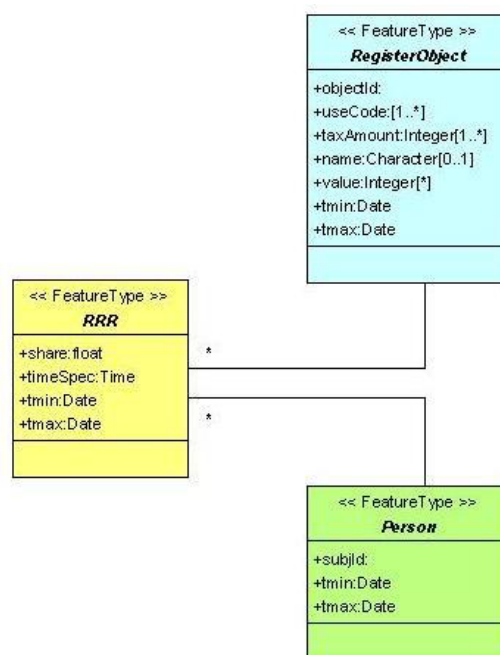 << FeatureType >>
RegisterObject
+objectId:
+useCode:[1..*]
+taxAmount:Integer[1..*]
+name:Character[0..1]
+value:Integer[*]
+tmin:Date
+tmax:Date
<< FeatureType >>
RRR
+share:float
+timeSpec:Time
+tmin:Date
+tmax:Date
*
*
<< FeatureType >>
Person
+subjId:
+tmin:Date
+tmax:Date